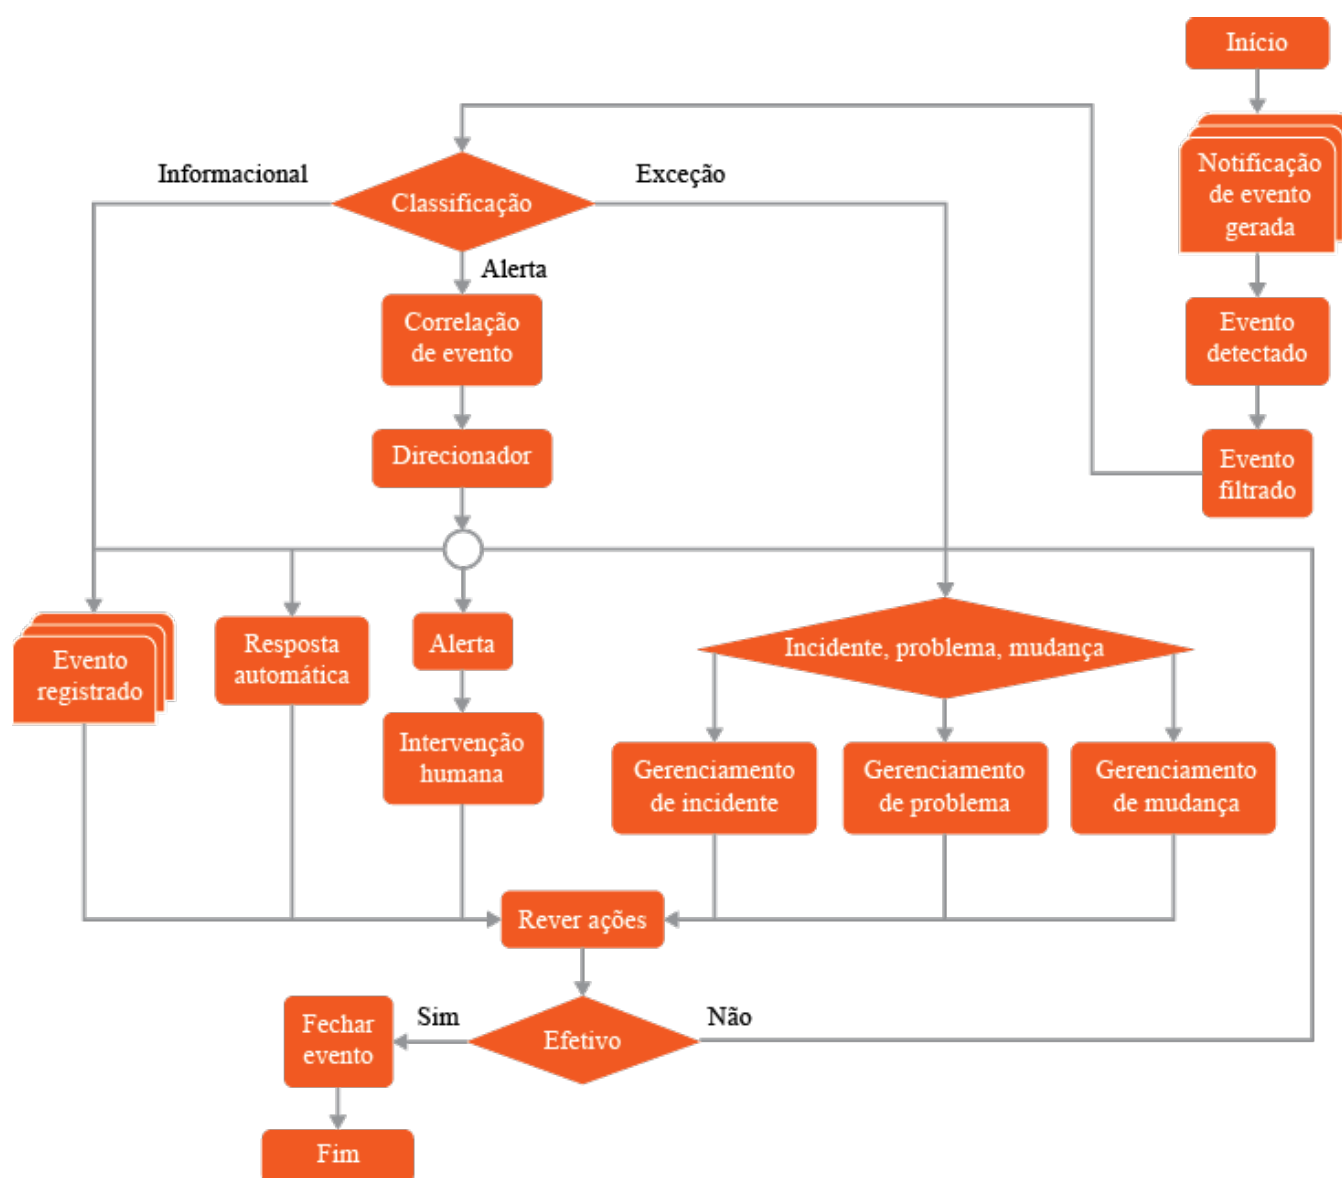 Início
Notificação
de evento
gerada
Evento
detectado
Evento
filtrado
Informacional
Classificação
Exceção
Alerta
Correlação
de evento
Direcionador
Evento
registrado
Resposta
automática
Alerta
Intervenção
humana
Incidente, problema, mudança
Gerenciamento
de incidente
Gerenciamento
de problema
Gerenciamento
de mudança
Rever ações
Efetivo
Sim
Não
Fechar
evento
Fim